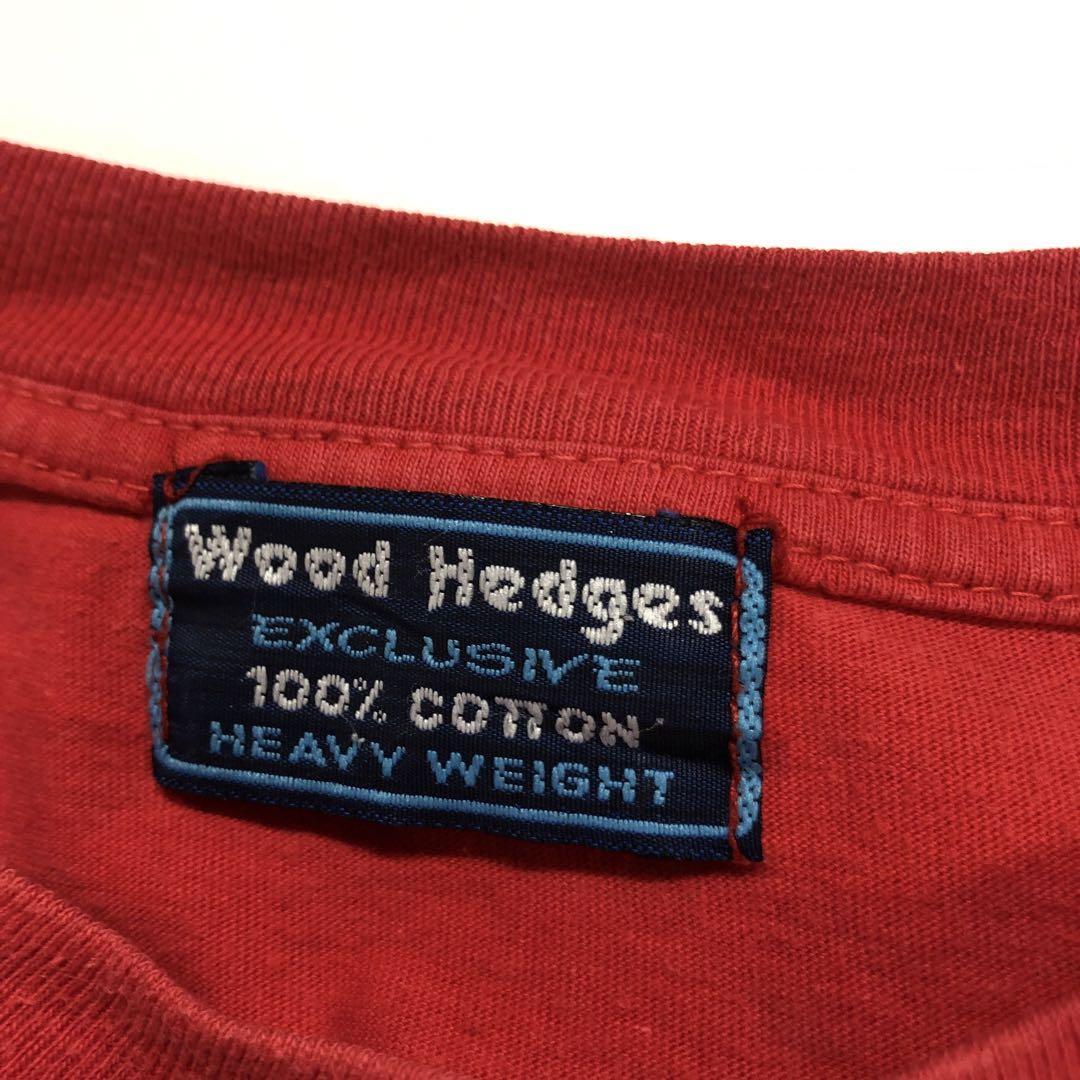 Wood Hedges
EXCLUSIVE
100% COTTON
HEAVY WEIGHT